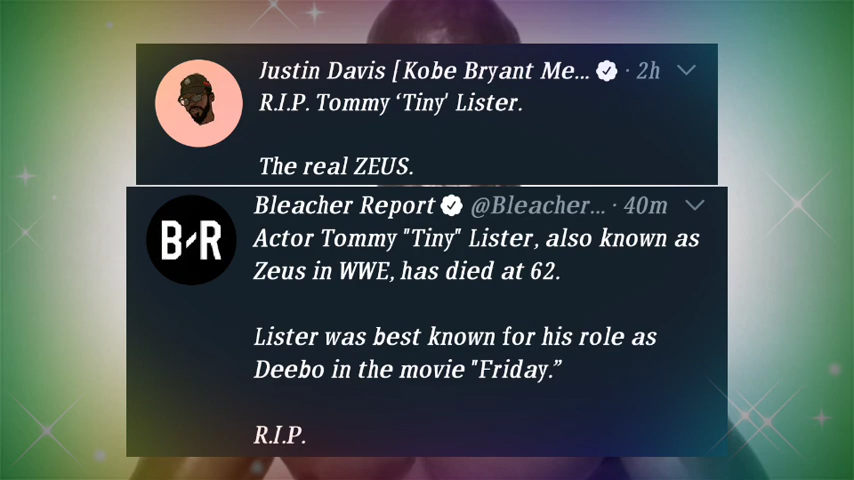 Justin Davis [Kobe Bryant Me... · 2h
R.I.P. Tommy ‘Tiny' Lister.
The real ZEUS.
Bleacher Report @Bleacher... · 40m
B R
Actor Tommy "Tiny" Lister, also known as
Zeus in WWE, has died at 62.
Lister was best known for his role as
Deebo in the movie "Friday.”
R.I.P.